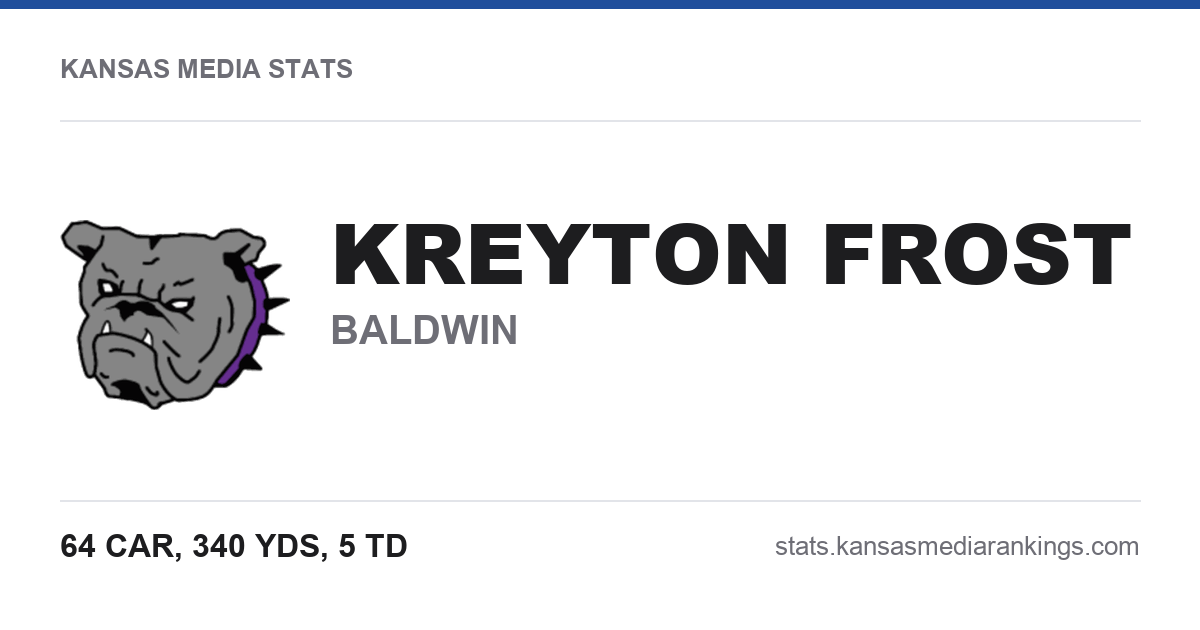 KANSAS MEDIA STATS
KREYTON FROST
BALDWIN
64 CAR, 340 YDS, 5 TD
stats.kansasmediarankings.com